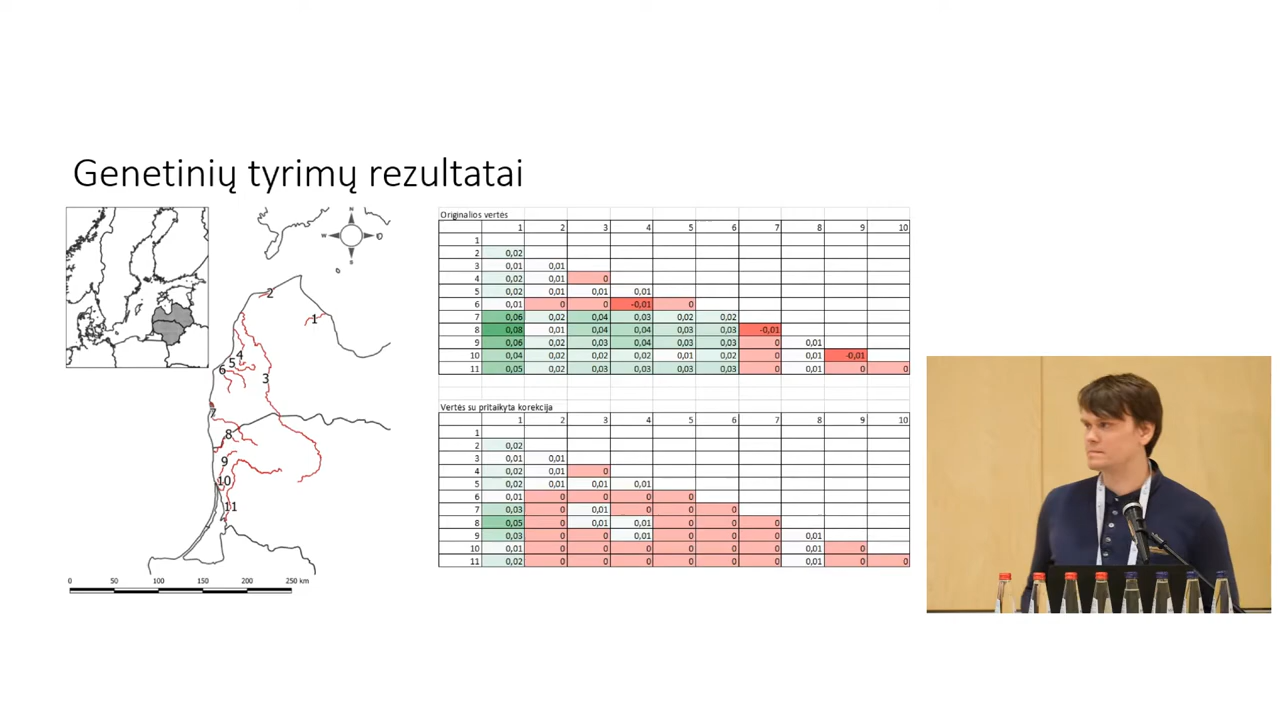 Genetinių tyrimų rezultatai
N
W
E
S
2
1
4
5
6
3
7
8
9
10
11
0 50 100 150 200 250 km
Originalios vertės
1 2 3 4 5 6 7 8 9 10
1
2 0,02
3 0,01 0,01
4 0,02 0,01 0
5 0,02 0,01 0,01 0,01
6 0,01 0 0 -0,01 0
7 0,06 0,02 0,04 0,03 0,02 0,02
8 0,08 0,01 0,04 0,04 0,03 0,03 -0,01
9 0,06 0,02 0,03 0,04 0,03 0,03 0 0,01
10 0,04 0,02 0,02 0,02 0,01 0,02 0 0,01 -0,01
11 0,05 0,02 0,03 0,03 0,03 0,03 0 0,01 0 0
Vertės su pritaikyta korekcija
1 2 3 4 5 6 7 8 9 10
1
2 0,02
3 0,01 0,01
4 0,02 0,01 0
5 0,02 0,01 0,01 0,01
6 0,01 0 0 0 0
7 0,03 0 0,01 0 0 0
8 0,05 0 0,01 0,01 0 0 0
9 0,03 0 0 0,01 0 0 0 0,01
10 0,01 0 0 0 0 0 0 0,01 0
11 0,02 0 0 0 0 0 0 0,01 0 0